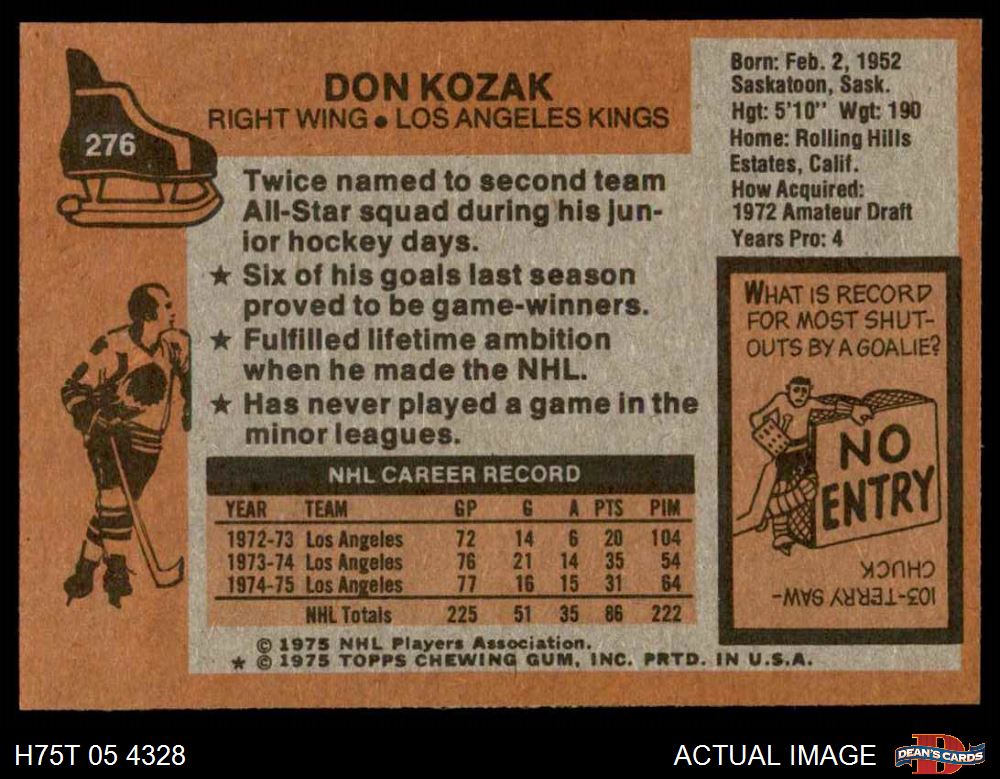 276
DON KOZAK
RIGHT WING ● LOS ANGELES KINGS
Born: Feb. 2, 1952
Saskatoon, Sask.
Hgt: 5'10" Wgt: 190
Home: Rolling Hills
Estates, Calif.
How Acquired:
1972 Amateur Draft
Years Pro: 4
Twice named to second team
All-Star squad during his jun-
ior hockey days.
★ Six of his goals last season
proved to be game-winners.
★ Fulfilled lifetime ambition
when he made the NHL.
★ Has never played a game in the
minor leagues.
NHL CAREER RECORD
YEAR TEAM GP G A PTS PIM
1972-73 Los Angeles 72 14 6 20 104
1973-74 Los Angeles 76 21 14 35 54
1974-75 Los Angeles 77 16 15 31 64
NHL Totals 225 51 35 86 222
© 1975 NHL Players Association.
★ © 1975 TOPPS CHEWING GUM, INC. PRTD. IN U.S.A.
WHAT IS RECORD
FOR MOST SHUT-
OUTS BY A GOALIE?
NO
ENTRY
103-TERRY SAW-
CHUCK
H75T 05 4328
ACTUAL IMAGE
DEAN'S CARDS